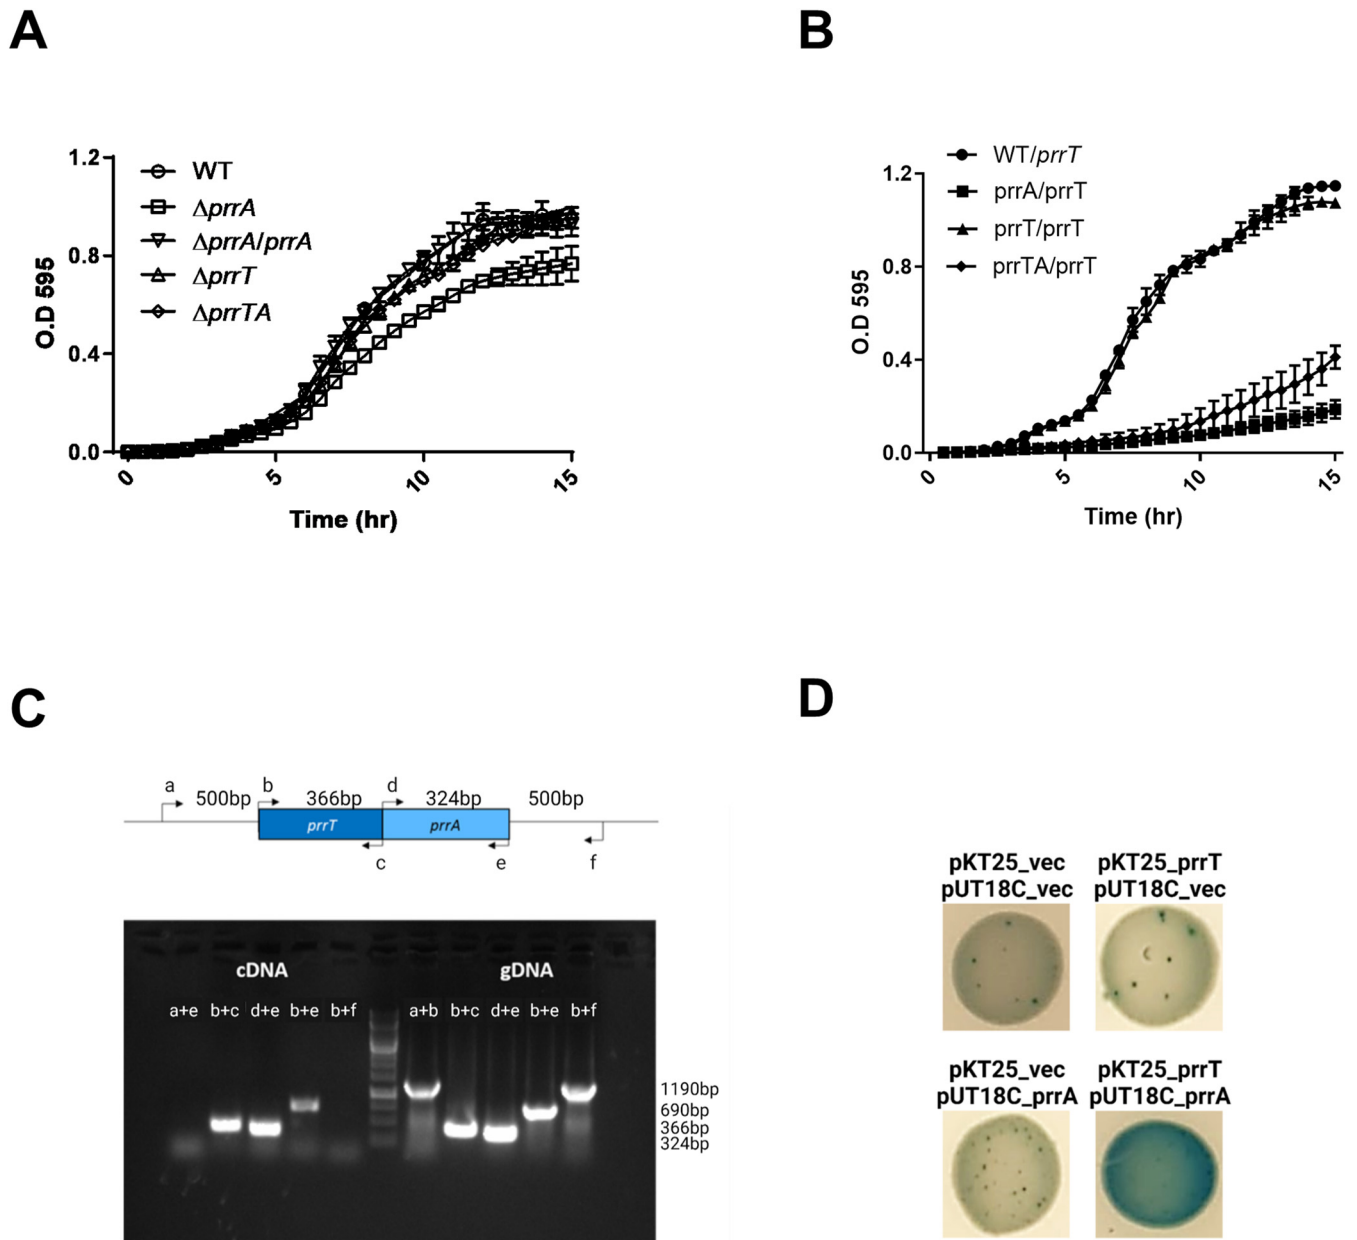 A
B
1.2
0.8
0.4
0.0
O.D 595
WT
ΔprrA
ΔprrA/prrA
ΔprrT
ΔprrTA
0
5
10
15
Time (hr)
1.2
0.8
0.4
0.0
O.D 595
WT/prrT
prrA/prrT
prrT/prrT
prrTA/prrT
0
5
10
15
Time (hr)
C
D
a
500bp
b
366bp
d
324bp
500bp
prrT
prrA
c
e
f
cDNA
gDNA
a+e
b+c
d+e
b+e
b+f
a+b
b+c
d+e
b+e
b+f
1190bp
690bp
366bp
324bp
pKT25_vec
pUT18C_vec
pKT25_prrT
pUT18C_vec
pKT25_vec
pUT18C_prrA
pKT25_prrT
pUT18C_prrA